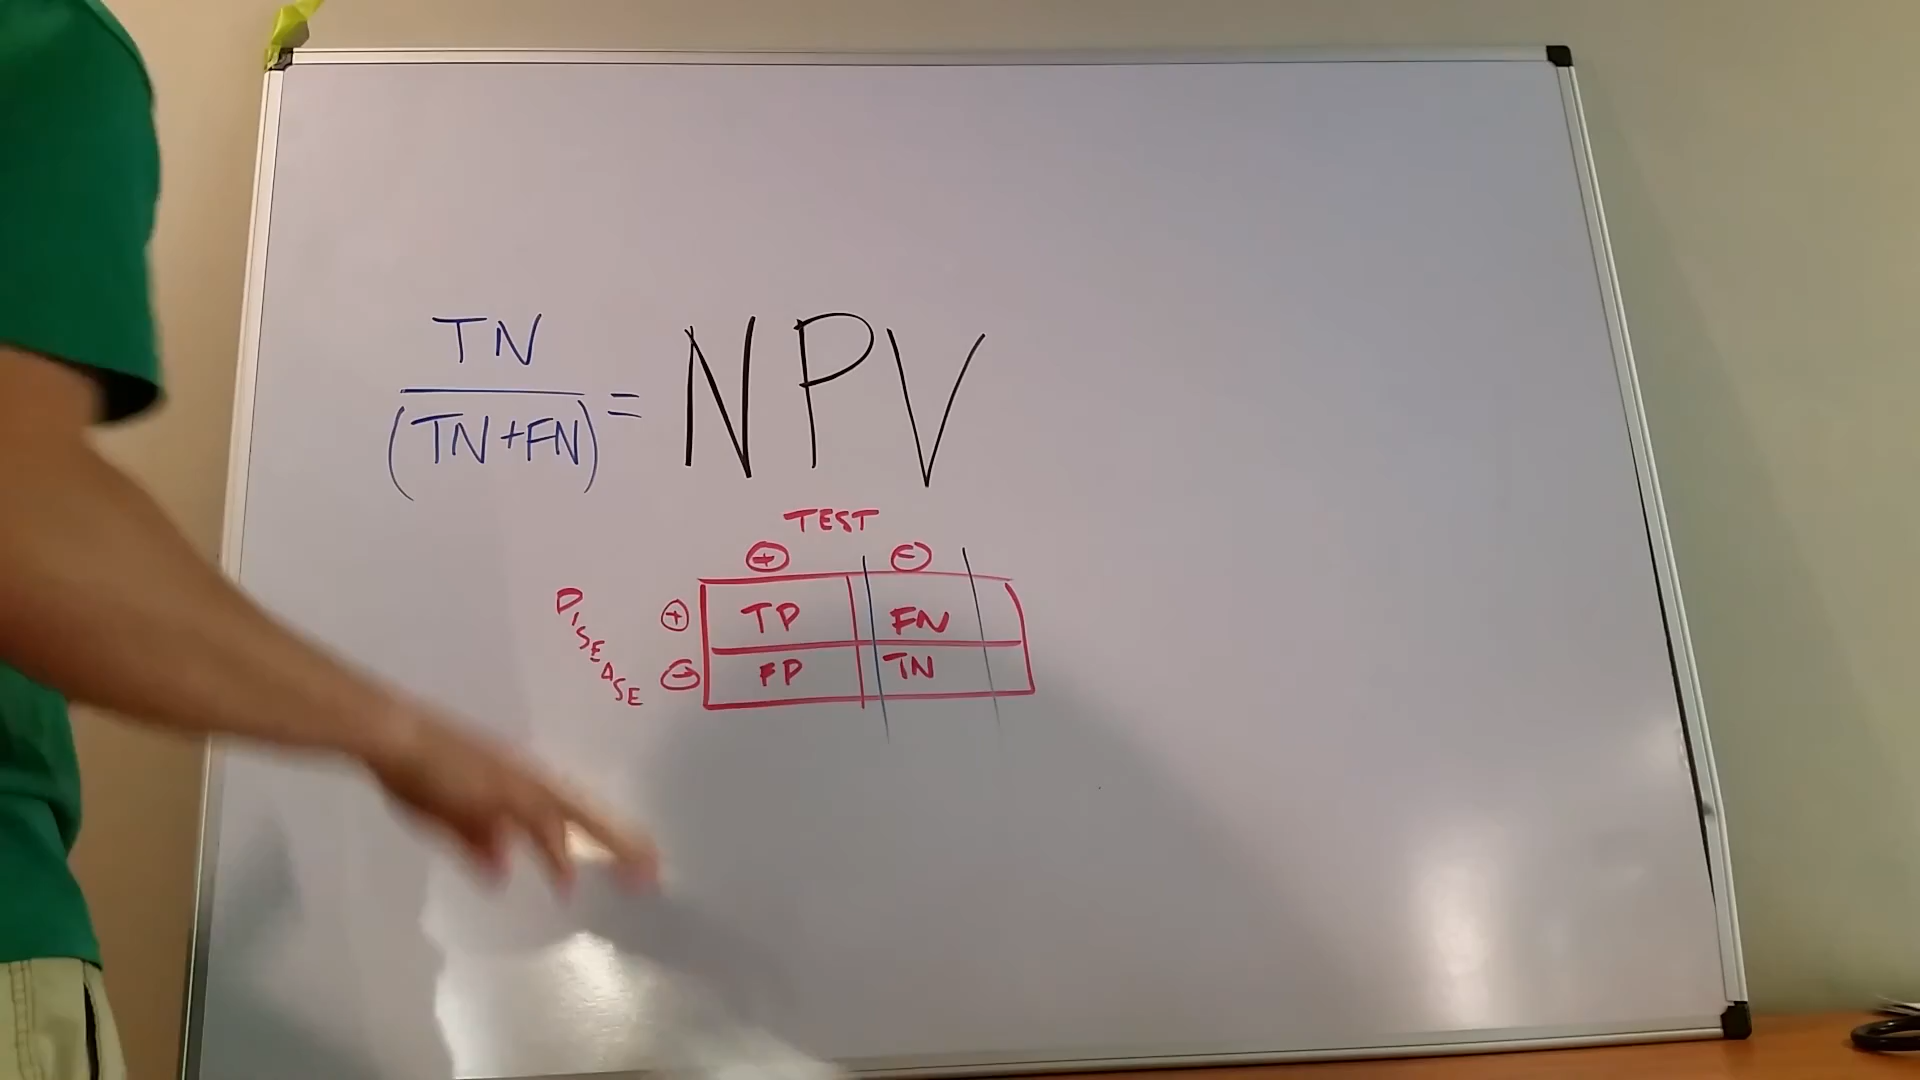 TN
(TN+FN) = NPV
TEST
+ -
DISEASE
+ TP FN
- FP TN